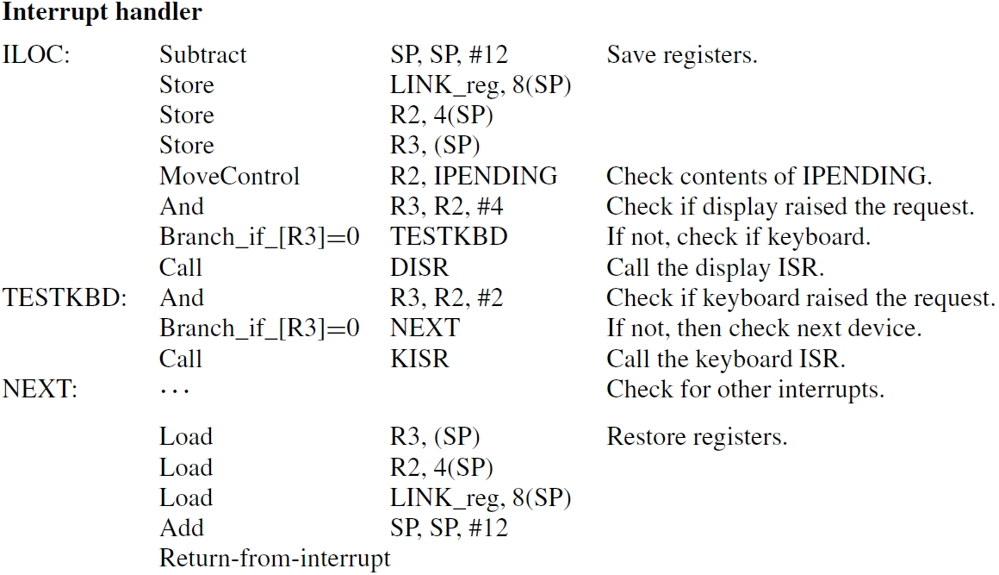 Interrupt handler
ILOC: Subtract SP, SP, #12 Save registers.
Store LINK_reg, 8(SP)
Store R2, 4(SP)
Store R3, (SP)
MoveControl R2, IPENDING Check contents of IPENDING.
And R3, R2, #4 Check if display raised the request.
Branch_if_[R3]=0 TESTKBD If not, check if keyboard.
Call DISR Call the display ISR.
TESTKBD: And R3, R2, #2 Check if keyboard raised the request.
Branch_if_[R3]=0 NEXT If not, then check next device.
Call KISR Call the keyboard ISR.
NEXT: ··· Check for other interrupts.
Load R3, (SP) Restore registers.
Load R2, 4(SP)
Load LINK_reg, 8(SP)
Add SP, SP, #12
Return-from-interrupt